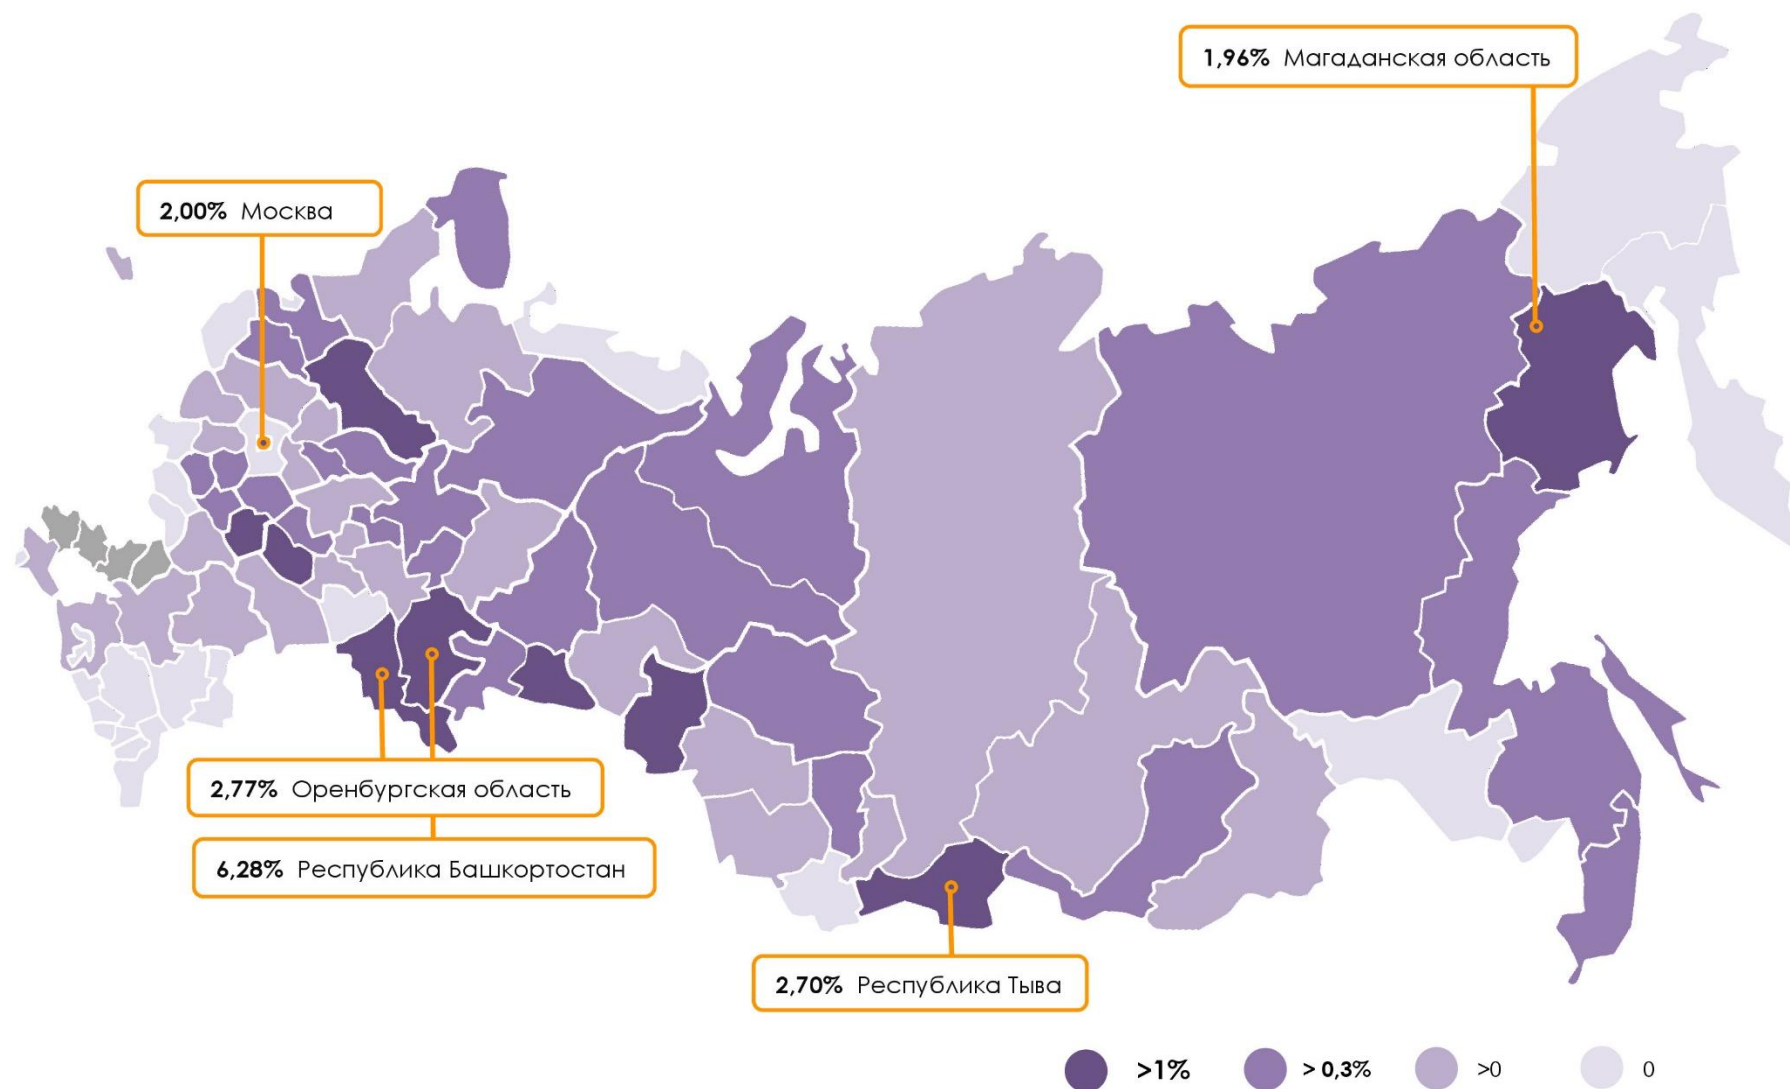 1,96% Магаданская область
2,00% Москва
2,77% Оренбургская область
6,28% Республика Башкортостан
2,70% Республика Тыва
>1%
> 0,3%
>0
0